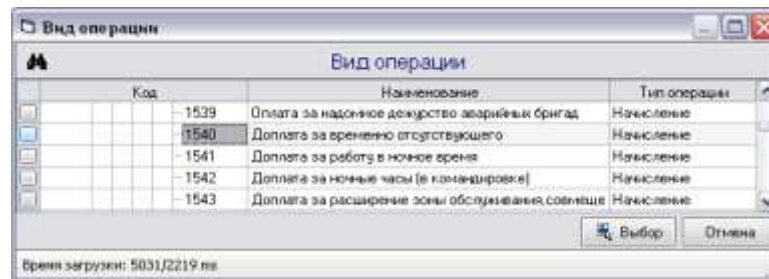 Вид операции
Вид операции
Код Наименование Тип операции
1539 Оплата за надомное дежурство аварийных бригад Начисление
1540 Доплата за временно отсутствующего Начисление
1541 Доплата за работу в ночное время Начисление
1542 Доплата за ночные часы (в командировке) Начисление
1543 Доплата за расширение зоны обслуживания,совмеще Начисление
Выбор Отмена
Время загрузки: 5031/2219 ms